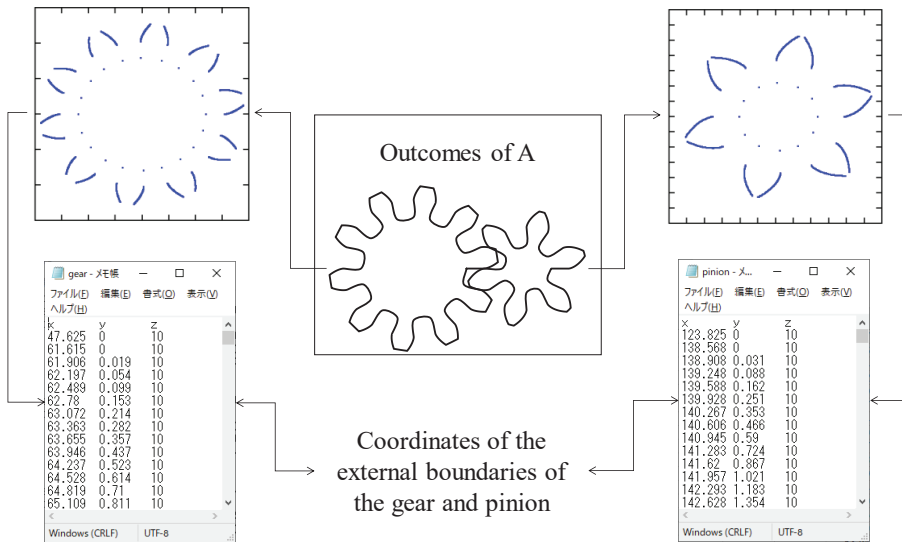 Outcomes of A
gear - メモ帳
ファイル(F) 編集(E) 書式(O) 表示(V)
ヘルプ(H)
x y z
47.625 0 10
61.615 0 10
61.906 0.019 10
62.197 0.054 10
62.489 0.099 10
62.78 0.153 10
63.072 0.214 10
63.363 0.282 10
63.655 0.357 10
63.946 0.437 10
64.237 0.523 10
64.528 0.614 10
64.819 0.71 10
65.109 0.811 10
Windows (CRLF) UTF-8
Coordinates of the
external boundaries of
the gear and pinion
pinion - メ...
ファイル(F) 編集(E) 書式(O) 表示(V)
ヘルプ(H)
x y z
123.825 0 10
138.568 0 10
138.908 0.031 10
139.248 0.088 10
139.588 0.162 10
139.928 0.251 10
140.267 0.353 10
140.606 0.466 10
140.945 0.59 10
141.283 0.724 10
141.62 0.867 10
141.957 1.021 10
142.293 1.183 10
142.628 1.354 10
Windows (CRLF) UTF-8